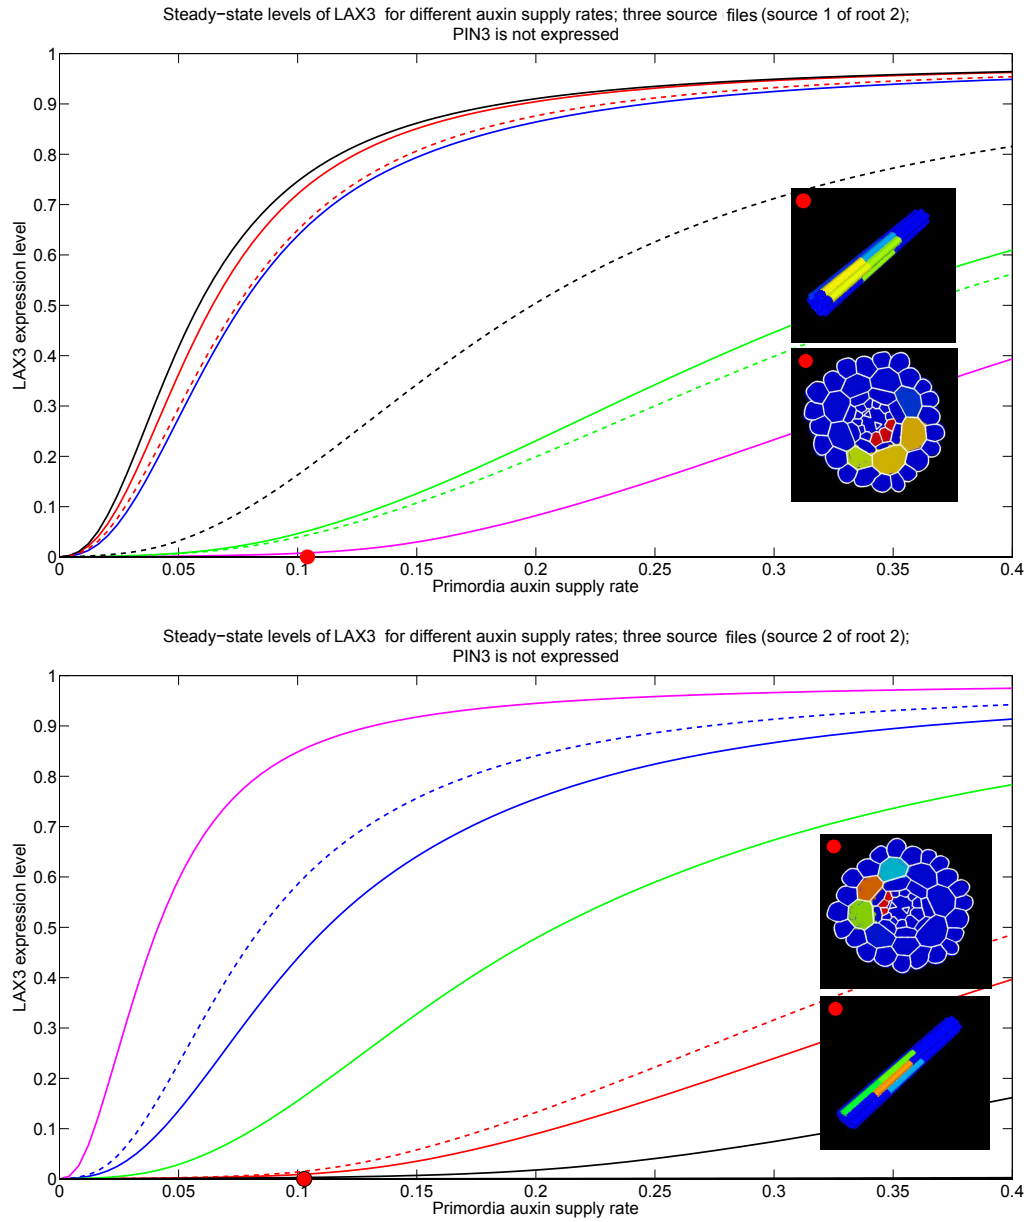 Steady−state levels of LAX3 for different auxin supply rates; three source files (source 1 of root 2);
PIN3 is not expressed
1
0.9
0.8
0.7
0.6
0.5
0.4
0.3
0.2
0.1
0
LAX3 expression level
0 0.05 0.1 0.15 0.2 0.25 0.3 0.35 0.4
Primordia auxin supply rate
Steady−state levels of LAX3 for different auxin supply rates; three source files (source 2 of root 2);
PIN3 is not expressed
1
0.9
0.8
0.7
0.6
0.5
0.4
0.3
0.2
0.1
0
LAX3 expression level
0 0.05 0.1 0.15 0.2 0.25 0.3 0.35 0.4
Primordia auxin supply rate